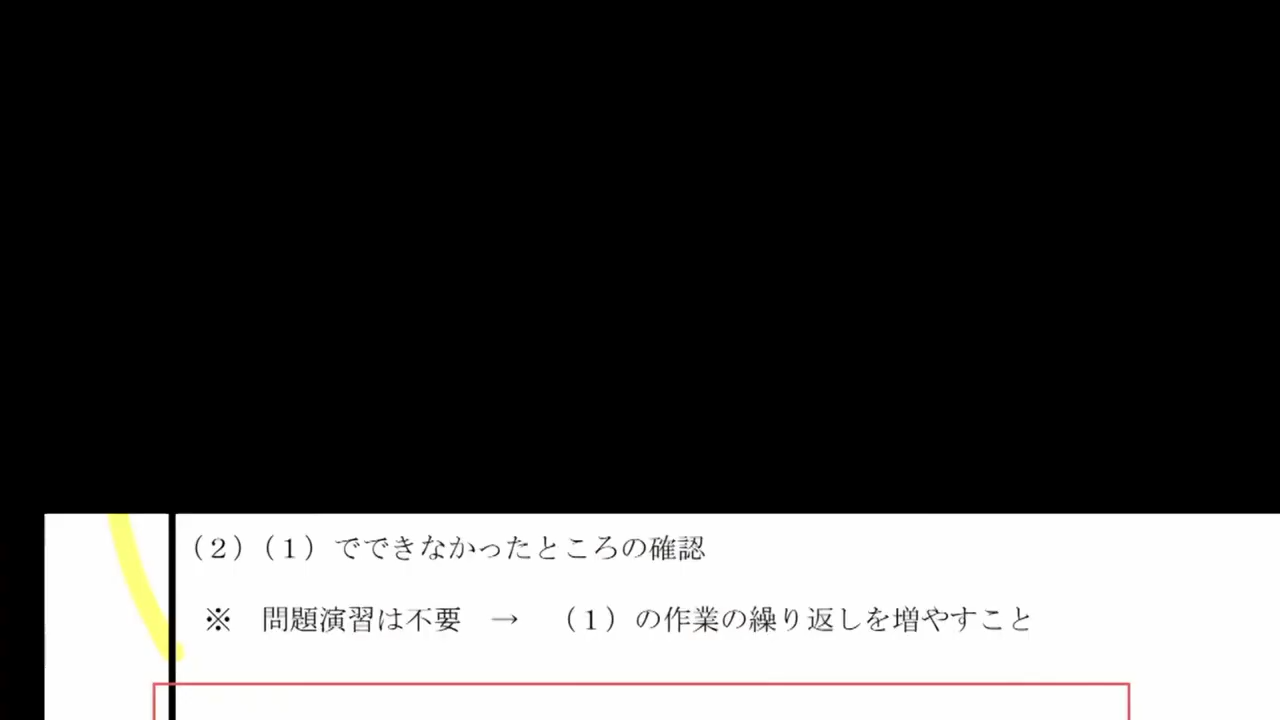 （２）（１）でできなかったところの確認
※　問題演習は不要　→　（１）の作業の繰り返しを増やすこと